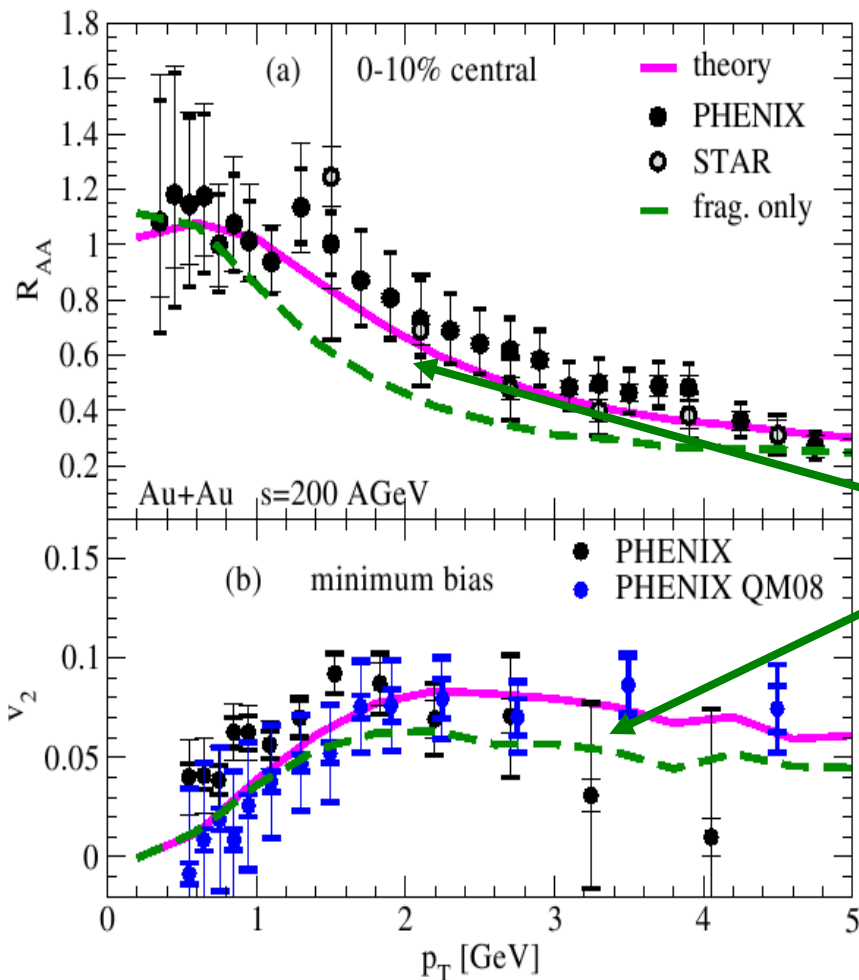 1.8
1.6
1.4
1.2
1
0.8
0.6
0.4
0.2
R_AA
(a) 0-10% central
theory
PHENIX
STAR
frag. only
Au+Au s=200 AGeV
0.15
0.1
0.05
0
v_2
(b) minimum bias
PHENIX
PHENIX QM08
0 1 2 3 4 5
p_T [GeV]